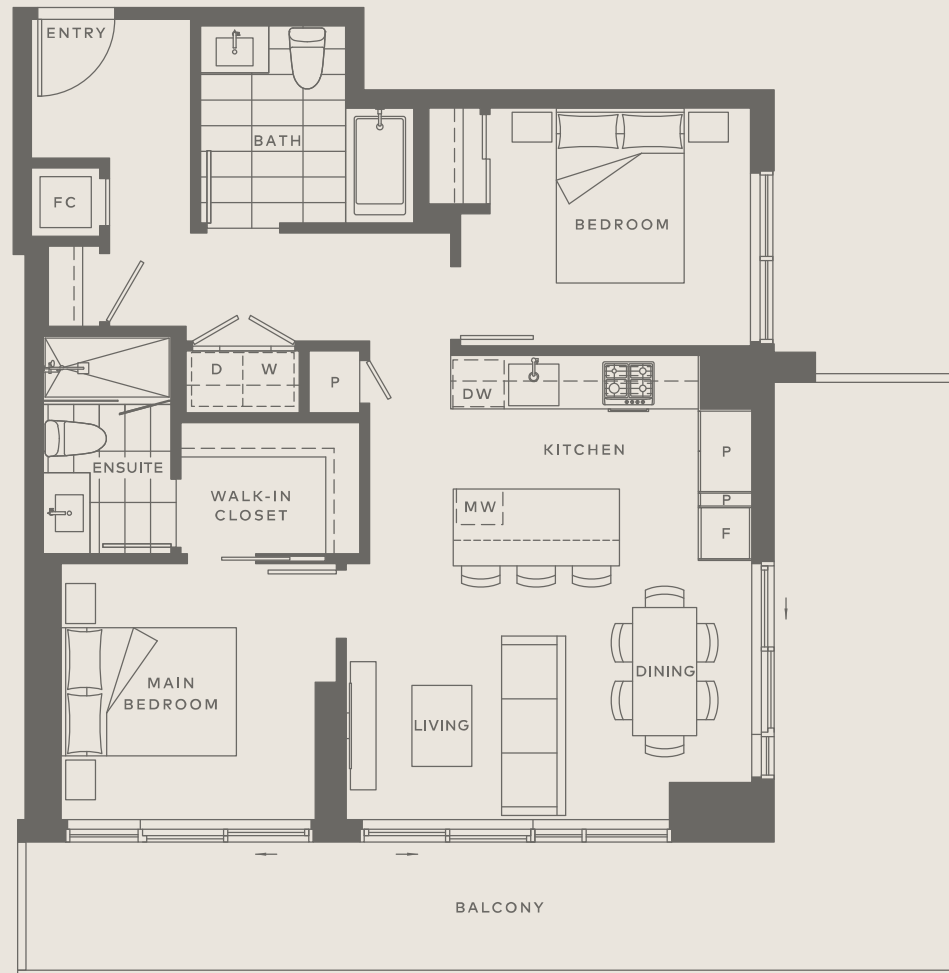 ENTRY
BATH
FC
BEDROOM
D
W
P
DW
KITCHEN
P
ENSUITE
WALK-IN
CLOSET
MW
P
F
MAIN
BEDROOM
DINING
LIVING
BALCONY